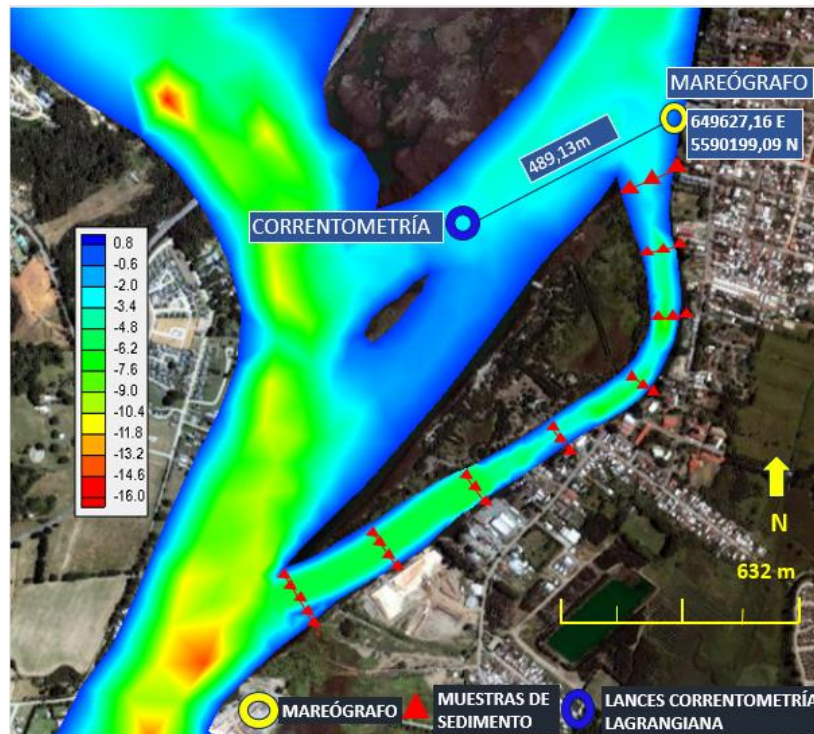 MAREÓGRAFO
649627,16 E
5590199,09 N
489,13m
CORRENTOMETRÍA
0.8
-0.6
-2.0
-3.4
-4.8
-6.2
-7.6
-9.0
-10.4
-11.8
-13.2
-14.6
-16.0
N
632 m
MAREÓGRAFO
MUESTRAS DE
SEDIMENTO
LANCES CORRENTOMETRÍA
LAGRANGIANA